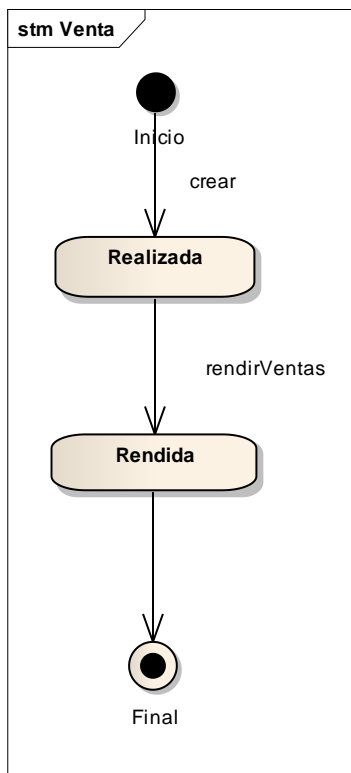 stm Venta
Inicio
crear
Realizada
rendirVentas
Rendida
Final